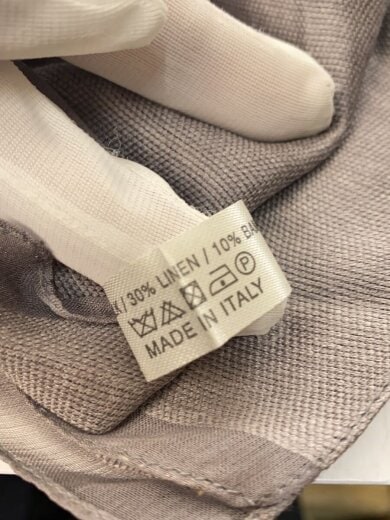 / 30% LINEN / 10%
Ⓟ
MADE IN ITALY